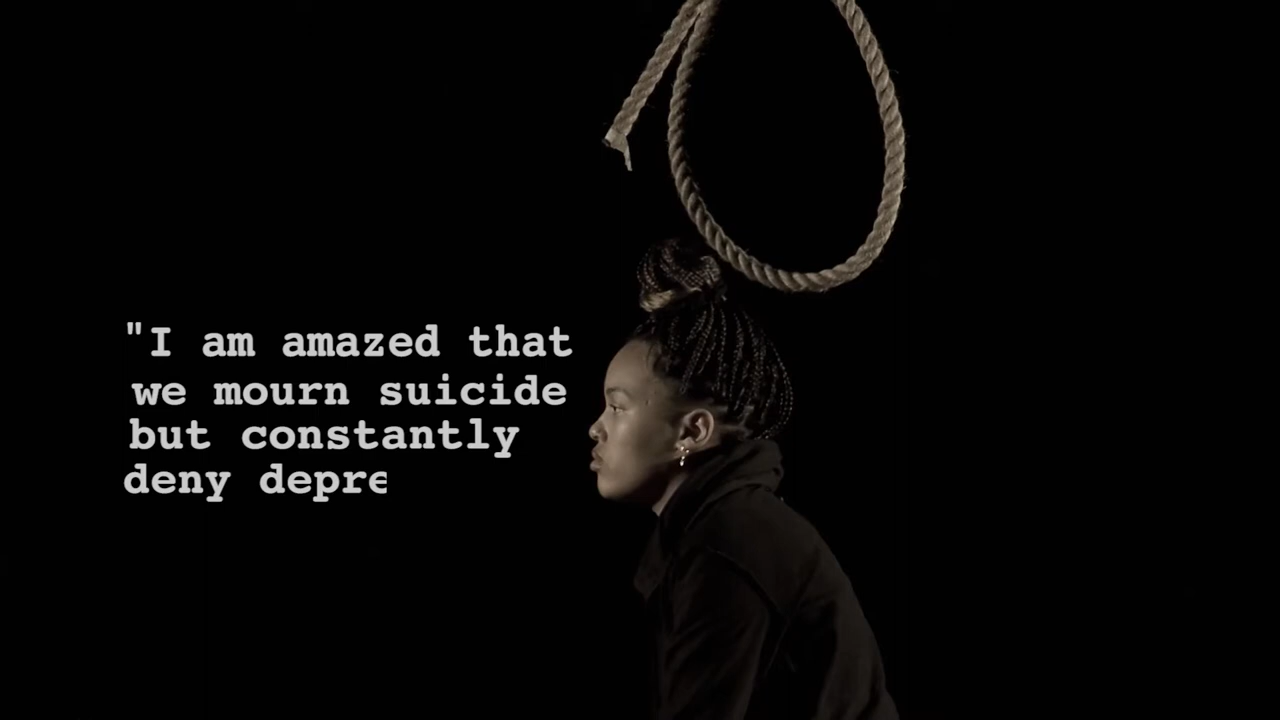 "I am amazed that
we mourn suicide
but constantly
deny depre